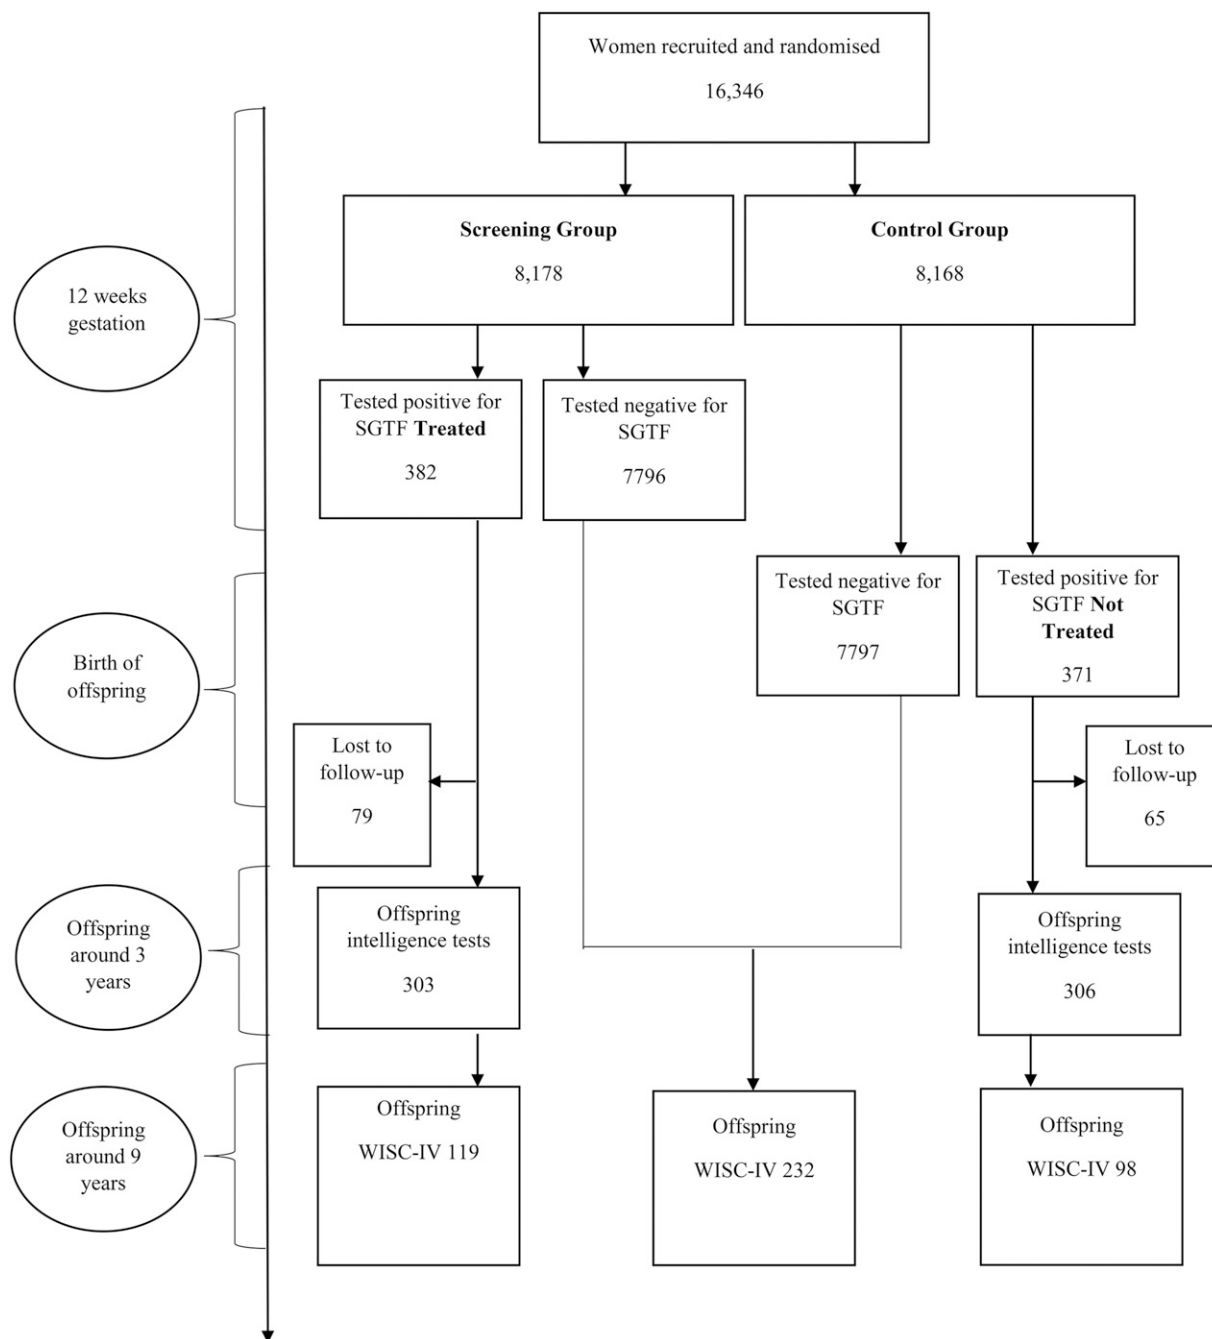 Women recruited and randomised
16,346
Screening Group
8,178
Control Group
8,168
12 weeks
gestation
Tested positive for
SGTF Treated
382
Tested negative for
SGTF
7796
Tested negative for
SGTF
7797
Tested positive for
SGTF Not
Treated
371
Birth of
offspring
Lost to
follow-up
79
Lost to
follow-up
65
Offspring
around 3
years
Offspring
intelligence tests
303
Offspring
intelligence tests
306
Offspring
around 9
years
Offspring
WISC-IV 119
Offspring
WISC-IV 232
Offspring
WISC-IV 98